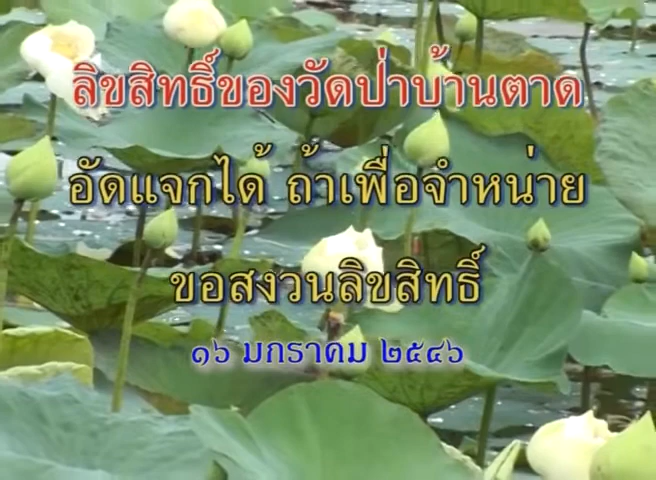 ลิขสิทธิ์ของวัดป่าบ้านตาด
อัดแจกได้ ถ้าเพื่อจำหน่าย
ขอสงวนลิขสิทธิ์
๑๖ มกราคม ๒๕๔๖